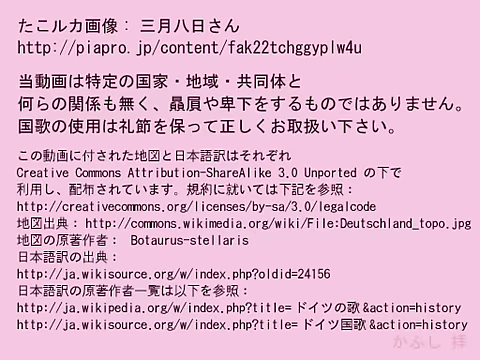 たこルカ画像： 三月八日さん
http://piapro.jp/content/fak22tchggyplw4u
当動画は特定の国家・地域・共同体と
何らの関係も無く、贔屓や卑下をするものではありません。
国歌の使用は礼節を保って正しくお取扱い下さい。
この動画に付された地図と日本語訳はそれぞれ
Creative Commons Attribution-ShareAlike 3.0 Unported の下で
利用し、配布されています。規約に就いては下記を参照：
http://creativecommons.org/licenses/by-sa/3.0/legalcode
地図出典：http://commons.wikimedia.org/wiki/File:Deutschland_topo.jpg
地図の原著作者： Botaurus-stellaris
日本語訳の出典：
http://ja.wikisource.org/w/index.php?oldid=24156
日本語訳の原著作者一覧は以下を参照：
http://ja.wikipedia.org/w/index.php?title=ドイツの歌&action=history
http://ja.wikisource.org/w/index.php?title=ドイツ国歌&action=history
かふし 拝